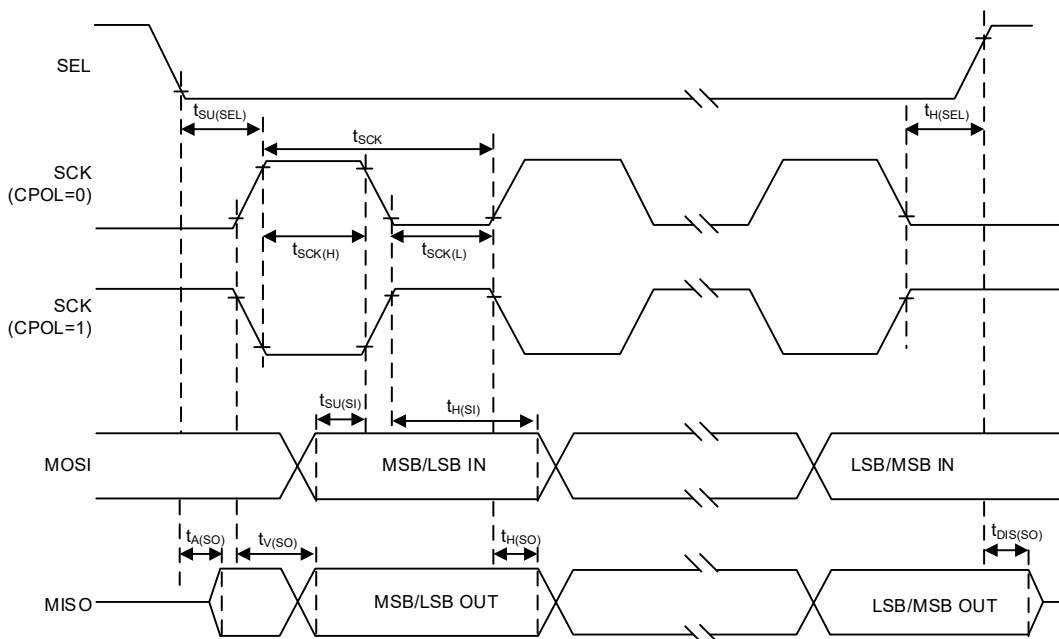 SEL
tSU(SEL)
tH(SEL)
tSCK
SCK
(CPOL=0)
tSCK(H)
tSCK(L)
SCK
(CPOL=1)
tSU(SI)
tH(SI)
MOSI
MSB/LSB IN
LSB/MSB IN
tA(SO)
tV(SO)
tH(SO)
tDIS(SO)
MISO
MSB/LSB OUT
LSB/MSB OUT